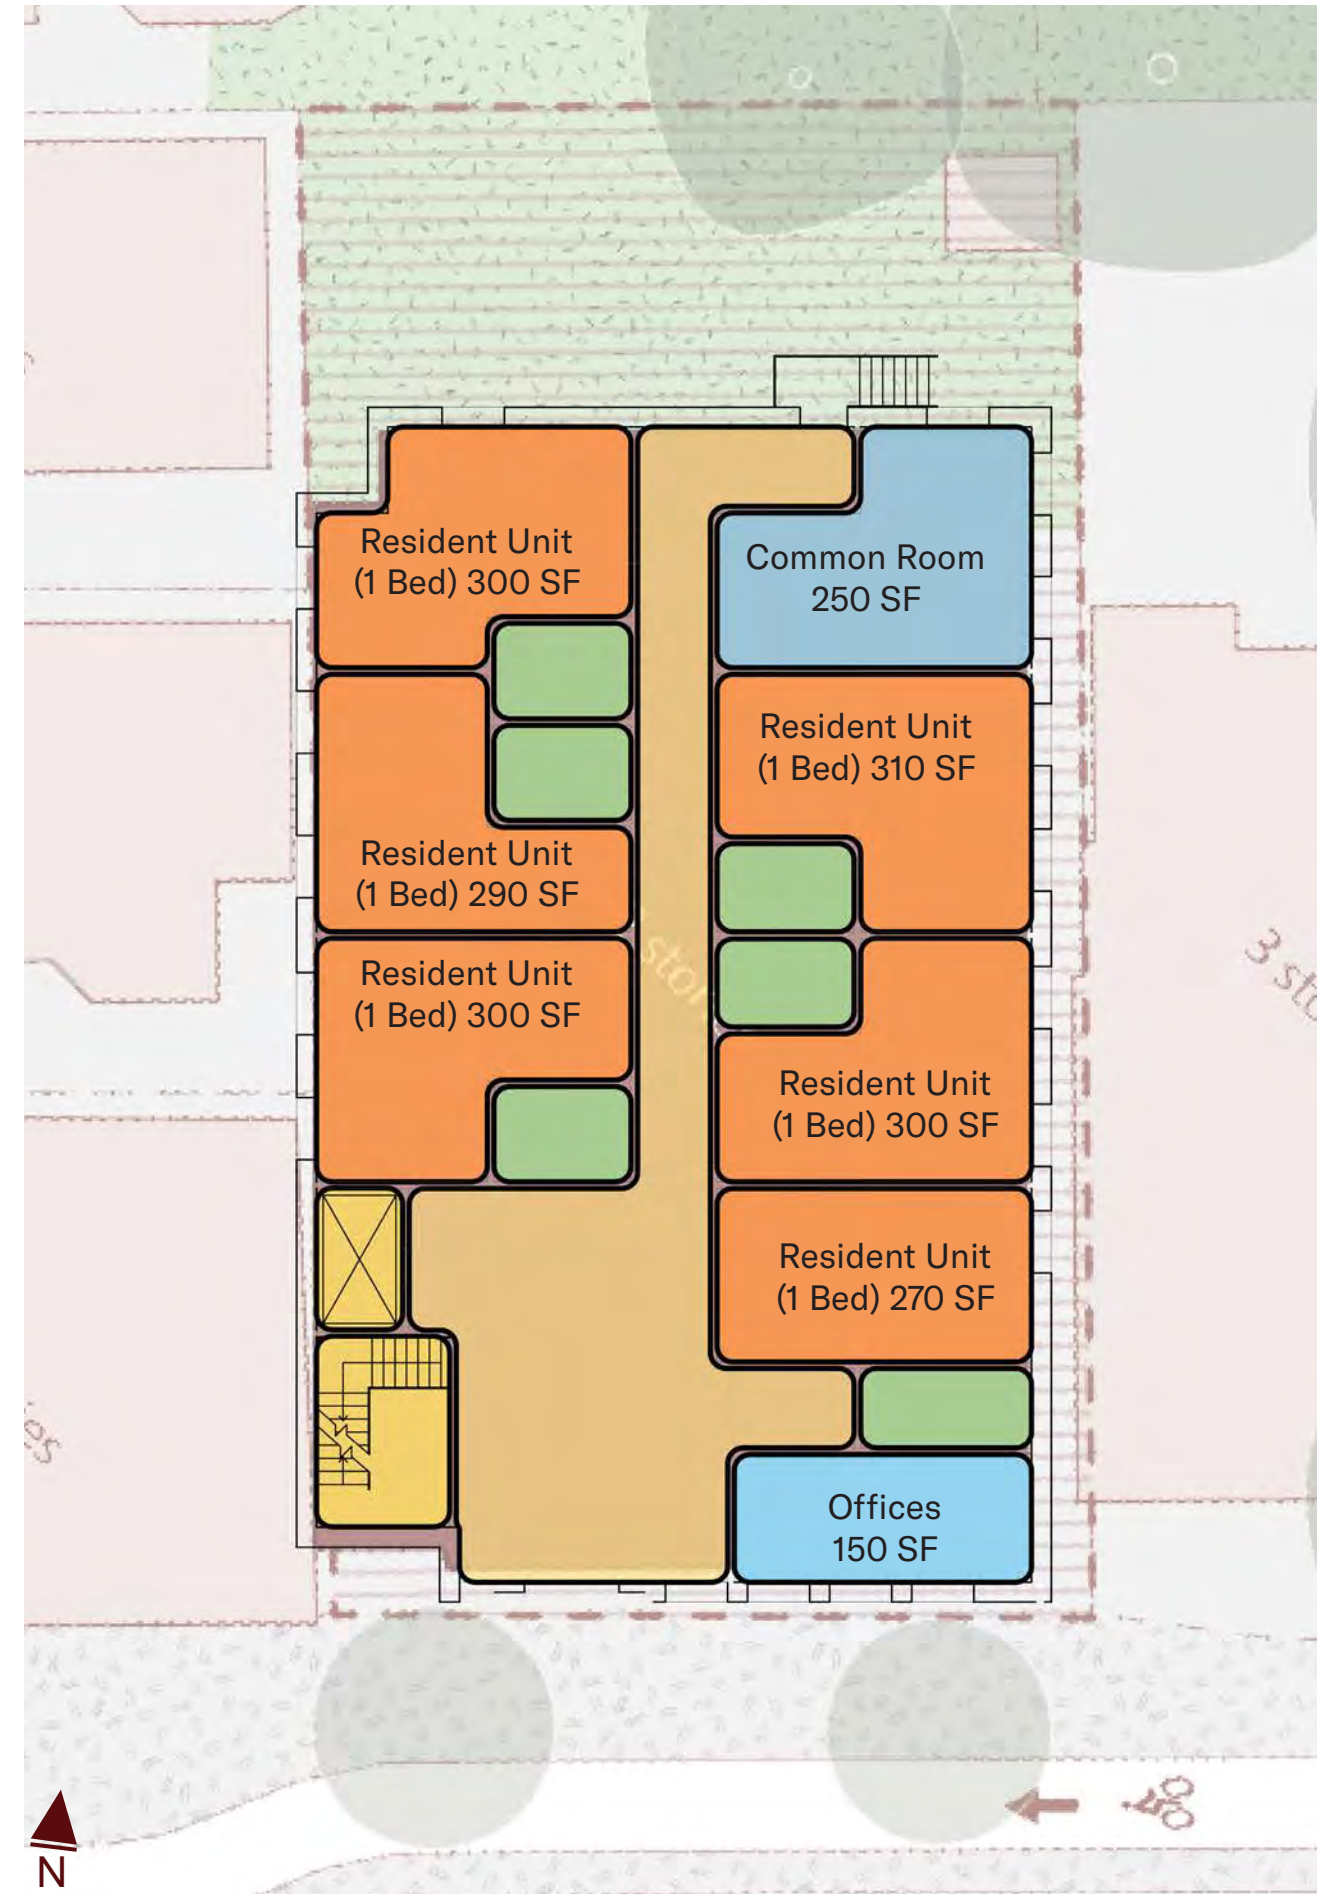 Resident Unit
(1 Bed) 300 SF
Common Room
250 SF
Resident Unit
(1 Bed) 310 SF
Resident Unit
(1 Bed) 290 SF
Resident Unit
(1 Bed) 300 SF
Resident Unit
(1 Bed) 300 SF
Resident Unit
(1 Bed) 270 SF
Offices
150 SF
3
N